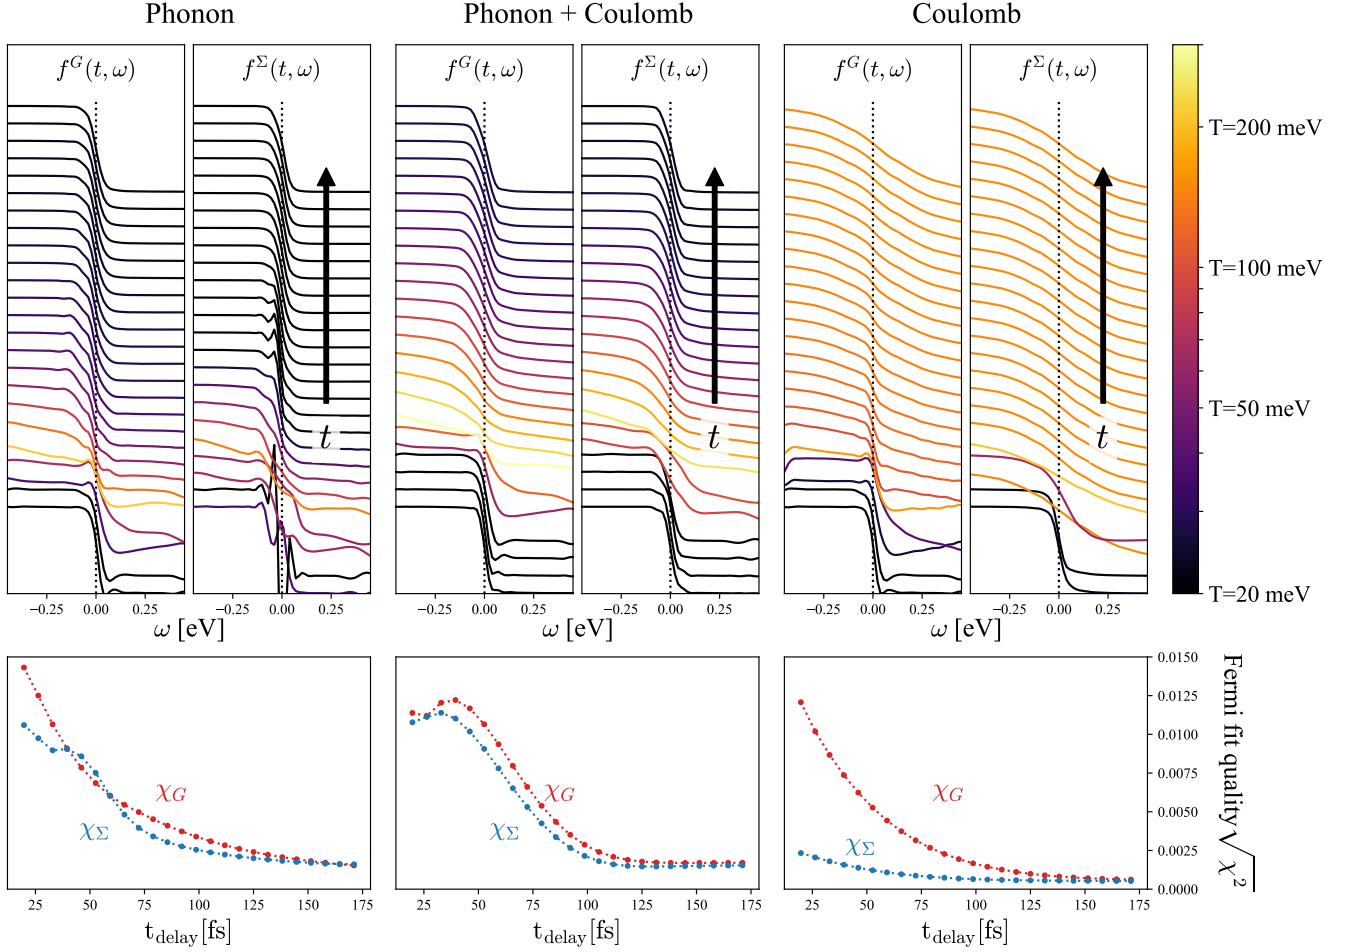 Phonon
Phonon + Coulomb
Coulomb
f^G(t, ω)
f^Σ(t, ω)
f^G(t, ω)
f^Σ(t, ω)
f^G(t, ω)
f^Σ(t, ω)
t
t
t
T=200 meV
T=100 meV
T=50 meV
T=20 meV
−0.25 0.00 0.25
−0.25 0.00 0.25
−0.25 0.00 0.25
−0.25 0.00 0.25
−0.25 0.00 0.25
−0.25 0.00 0.25
ω [eV]
ω [eV]
ω [eV]
χ_G
χ_Σ
χ_G
χ_Σ
χ_G
χ_Σ
0.0150
0.0125
0.0100
0.0075
0.0050
0.0025
0.0000
Fermi fit quality √χ²
25 50 75 100 125 150 175
25 50 75 100 125 150 175
25 50 75 100 125 150 175
t_delay[fs]
t_delay[fs]
t_delay[fs]